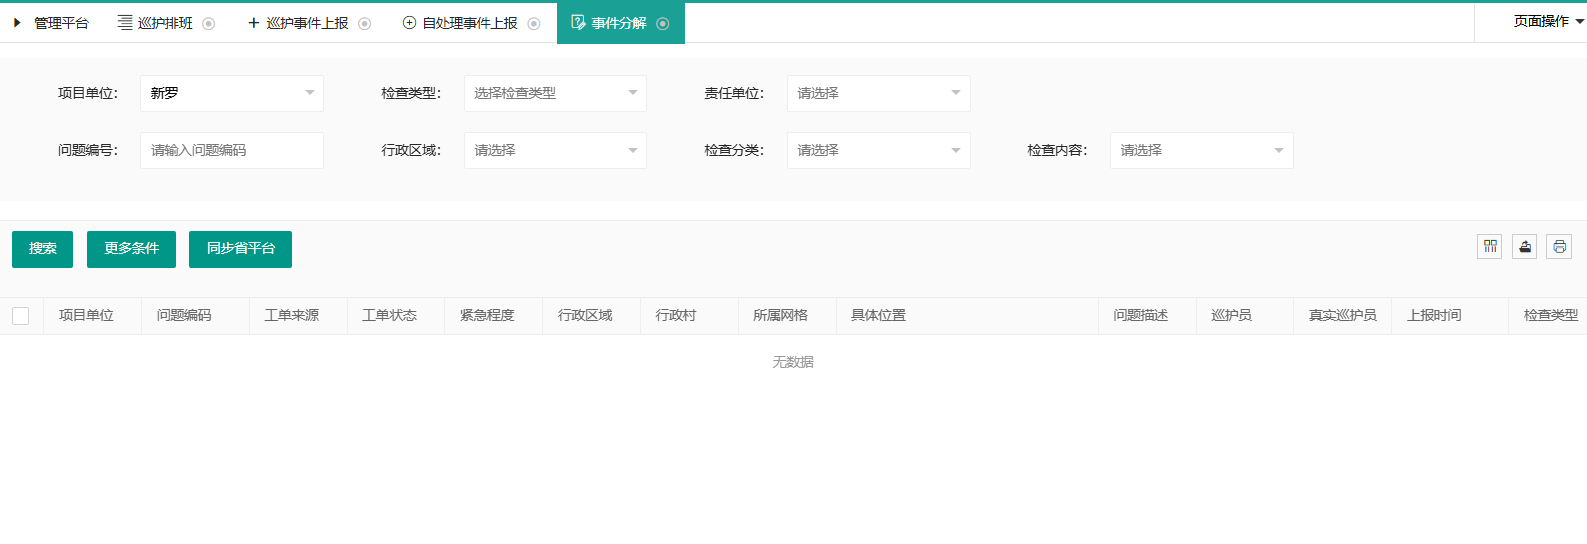 管理平台 巡护排班 巡护事件上报 自处理事件上报 事件分解 页面操作
项目单位： 新罗 检查类型： 选择检查类型 责任单位： 请选择
问题编号： 请输入问题编码 行政区域： 请选择 检查分类： 请选择 检查内容： 请选择
搜索 更多条件 同步省平台
项目单位 问题编码 工单来源 工单状态 紧急程度 行政区域 行政村 所属网格 具体位置 问题描述 巡护员 真实巡护员 上报时间 检查类型
无数据